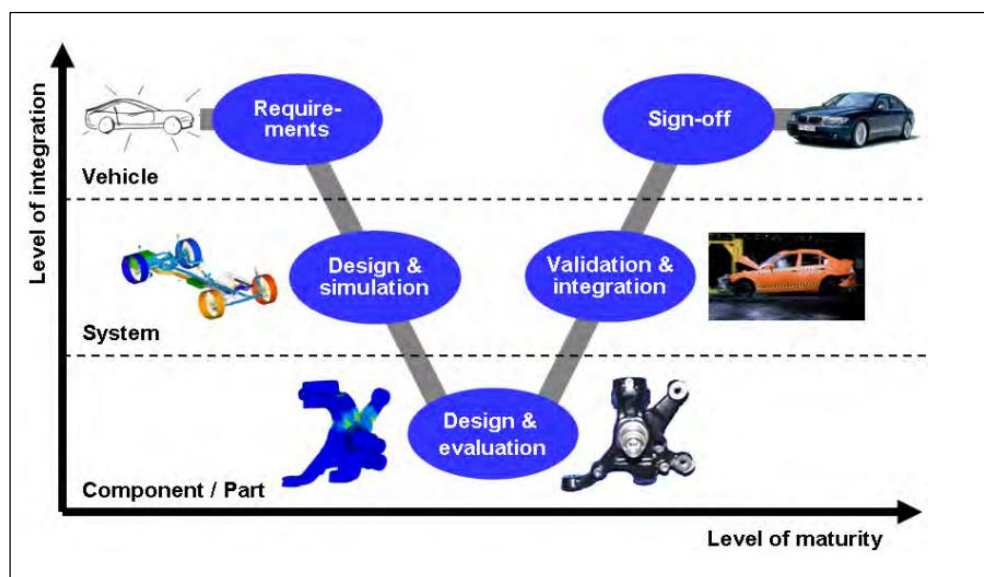 Level of integration
Require-
ments
Sign-off
Vehicle
Design &
simulation
Validation &
integration
System
Design &
evaluation
Component / Part
Level of maturity